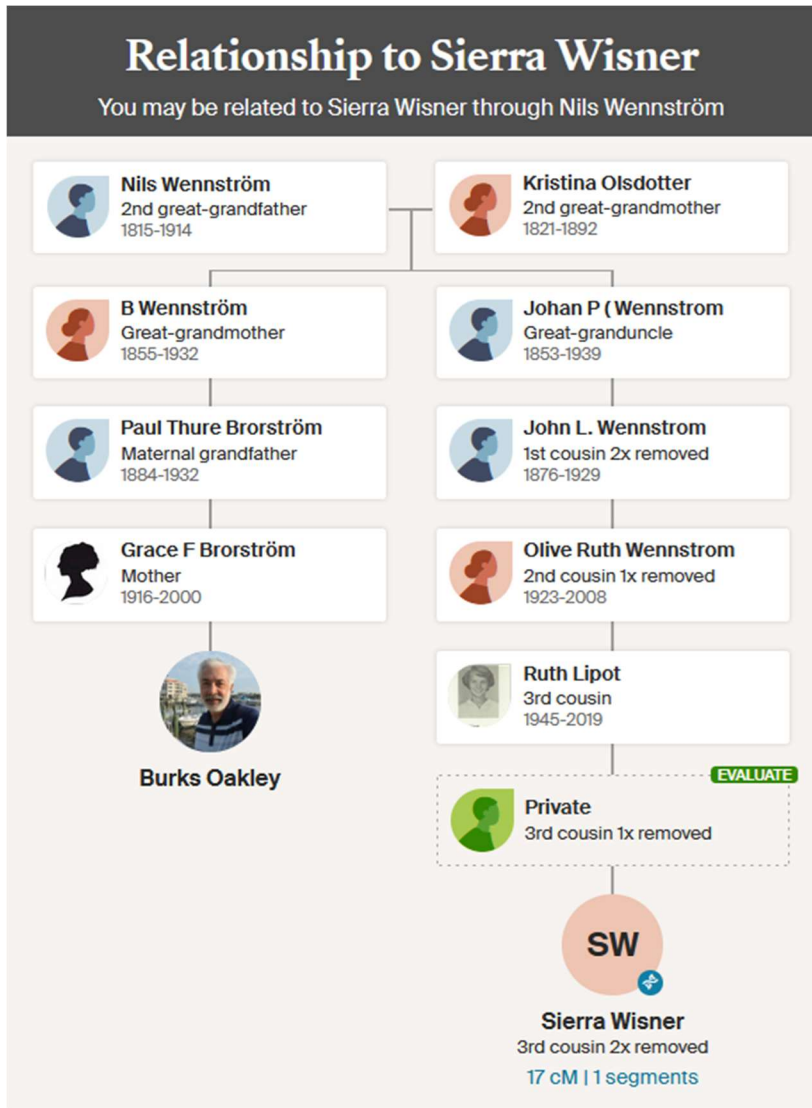 Relationship to Sierra Wisner
You may be related to Sierra Wisner through Nils Wennström
Nils Wennström
2nd great-grandfather
1815-1914
Kristina Olsdotter
2nd great-grandmother
1821-1892
B Wennström
Great-grandmother
1855-1932
Johan P ( Wennstrom
Great-granduncle
1853-1939
Paul Thure Brorström
Maternal grandfather
1884-1932
John L. Wennstrom
1st cousin 2x removed
1876-1929
Grace F Brorström
Mother
1916-2000
Olive Ruth Wennstrom
2nd cousin 1x removed
1923-2008
Burks Oakley
Ruth Lipot
3rd cousin
1945-2019
EVALUATE
Private
3rd cousin 1x removed
SW
Sierra Wisner
3rd cousin 2x removed
17 cM | 1 segments